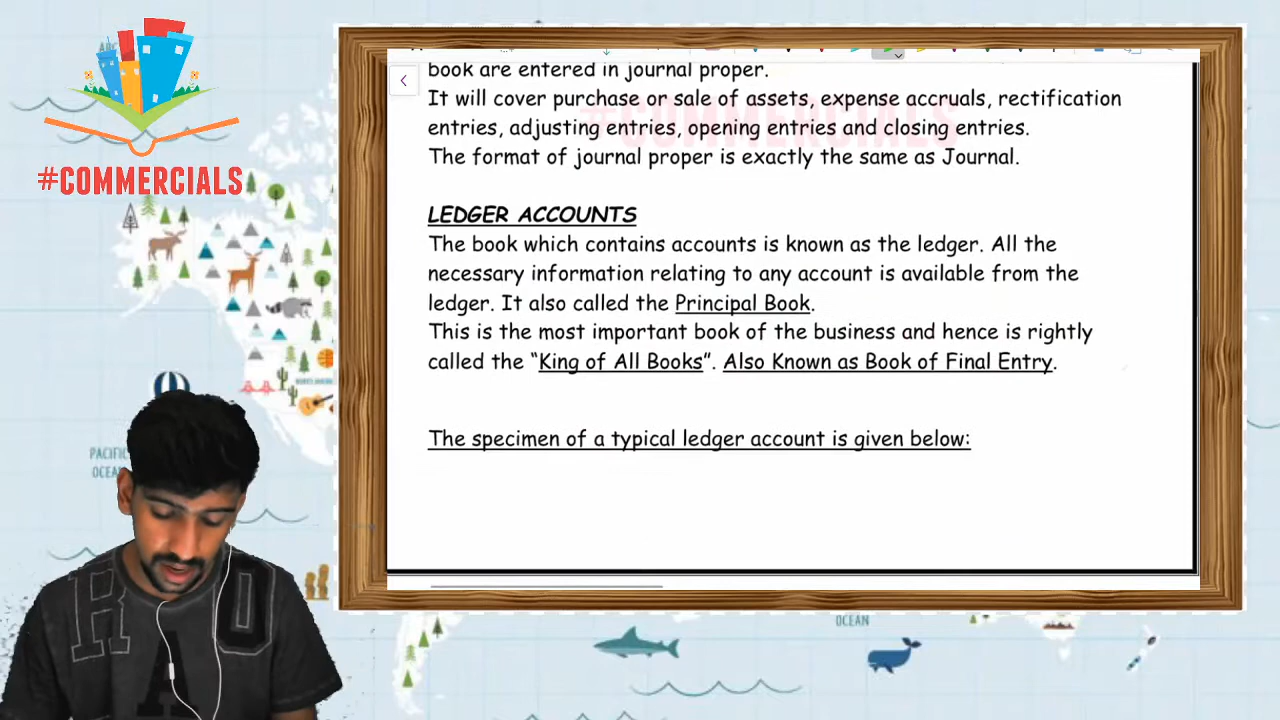 #COMMERCIALS
book are entered in journal proper.
It will cover purchase or sale of assets, expense accruals, rectification
entries, adjusting entries, opening entries and closing entries.
The format of journal proper is exactly the same as Journal.
LEDGER ACCOUNTS
The book which contains accounts is known as the ledger. All the
necessary information relating to any account is available from the
ledger. It also called the Principal Book.
This is the most important book of the business and hence is rightly
called the “King of All Books”. Also Known as Book of Final Entry.
The specimen of a typical ledger account is given below:
#COMMERCIALS
PACIFIC
OCEAN
OCEAN